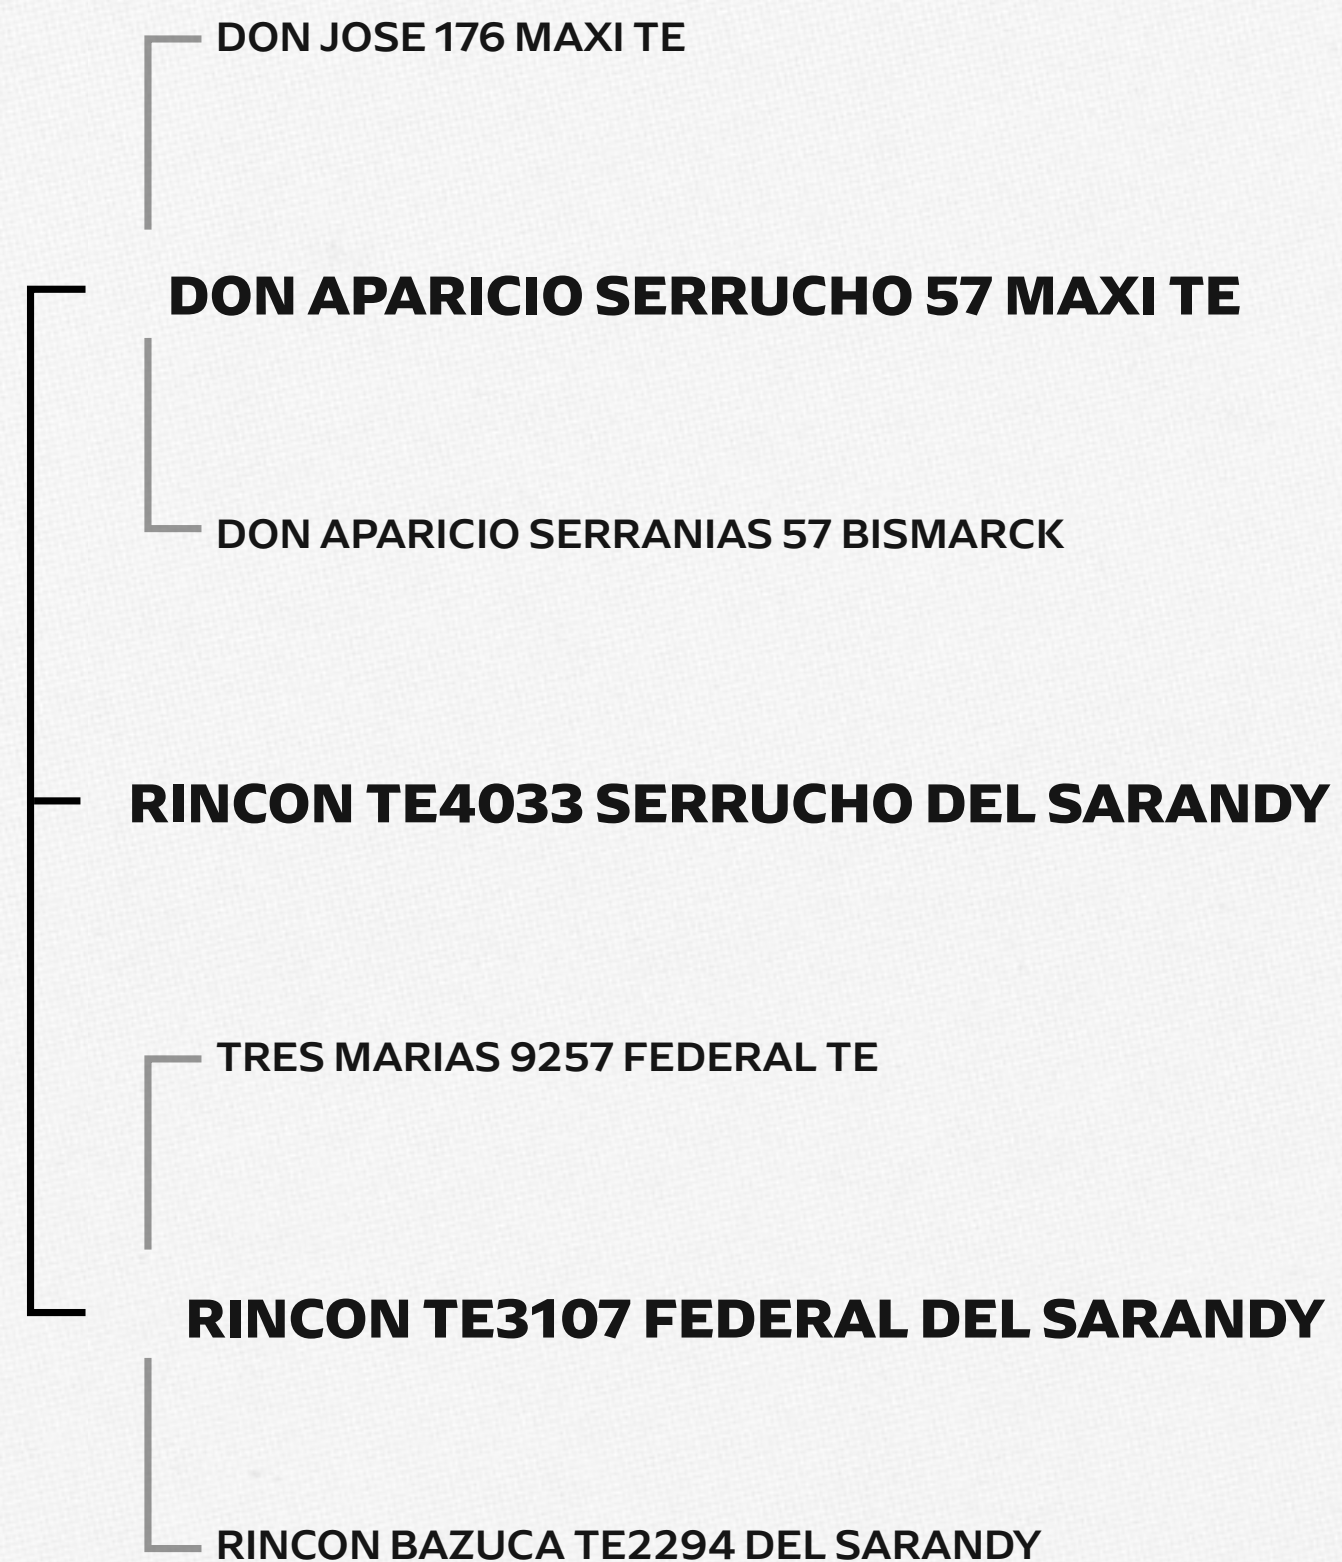 DON JOSE 176 MAXI TE
DON APARICIO SERRUCHO 57 MAXI TE
DON APARICIO SERRANIAS 57 BISMARCK
RINCON TE4033 SERRUCHO DEL SARANDY
TRES MARIAS 9257 FEDERAL TE
RINCON TE3107 FEDERAL DEL SARANDY
RINCON BAZUCA TE2294 DEL SARANDY